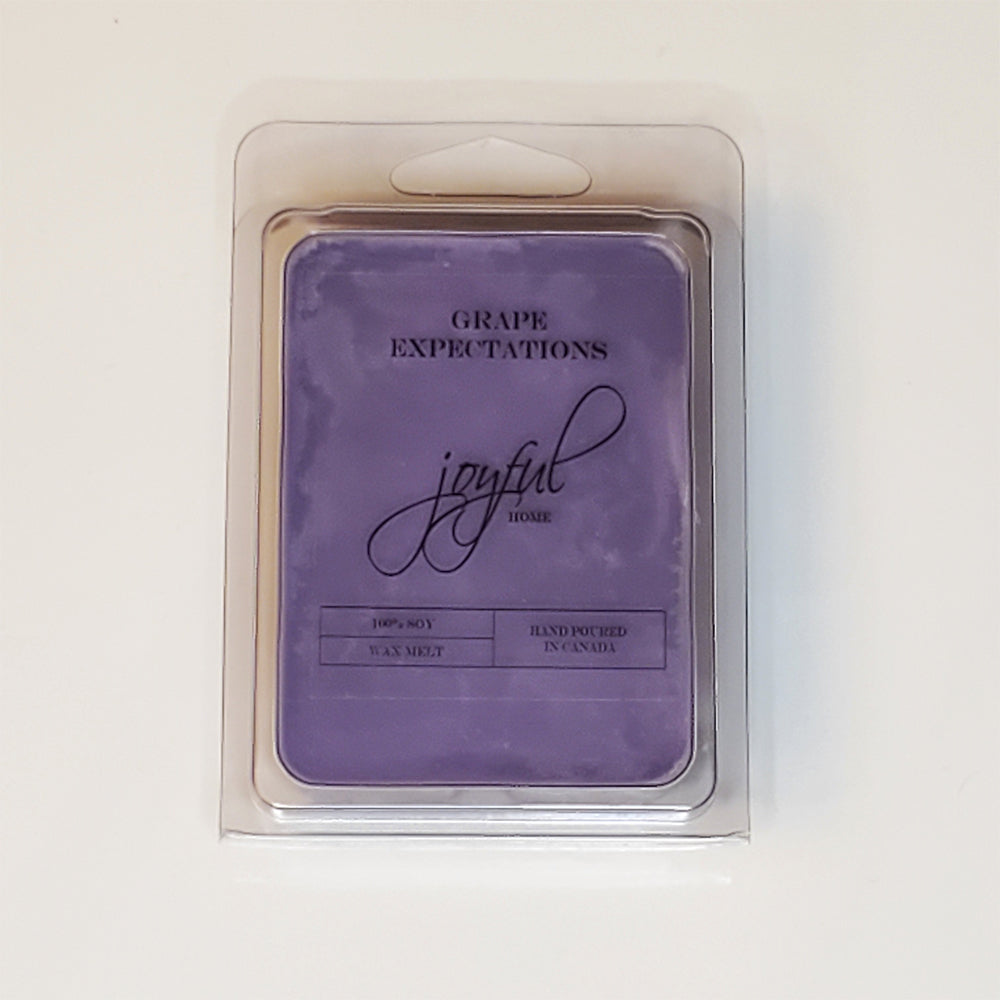 GRAPE
EXPECTATIONS
joyful
HOME
100% SOY
WAX MELT
HAND POURED
IN CANADA